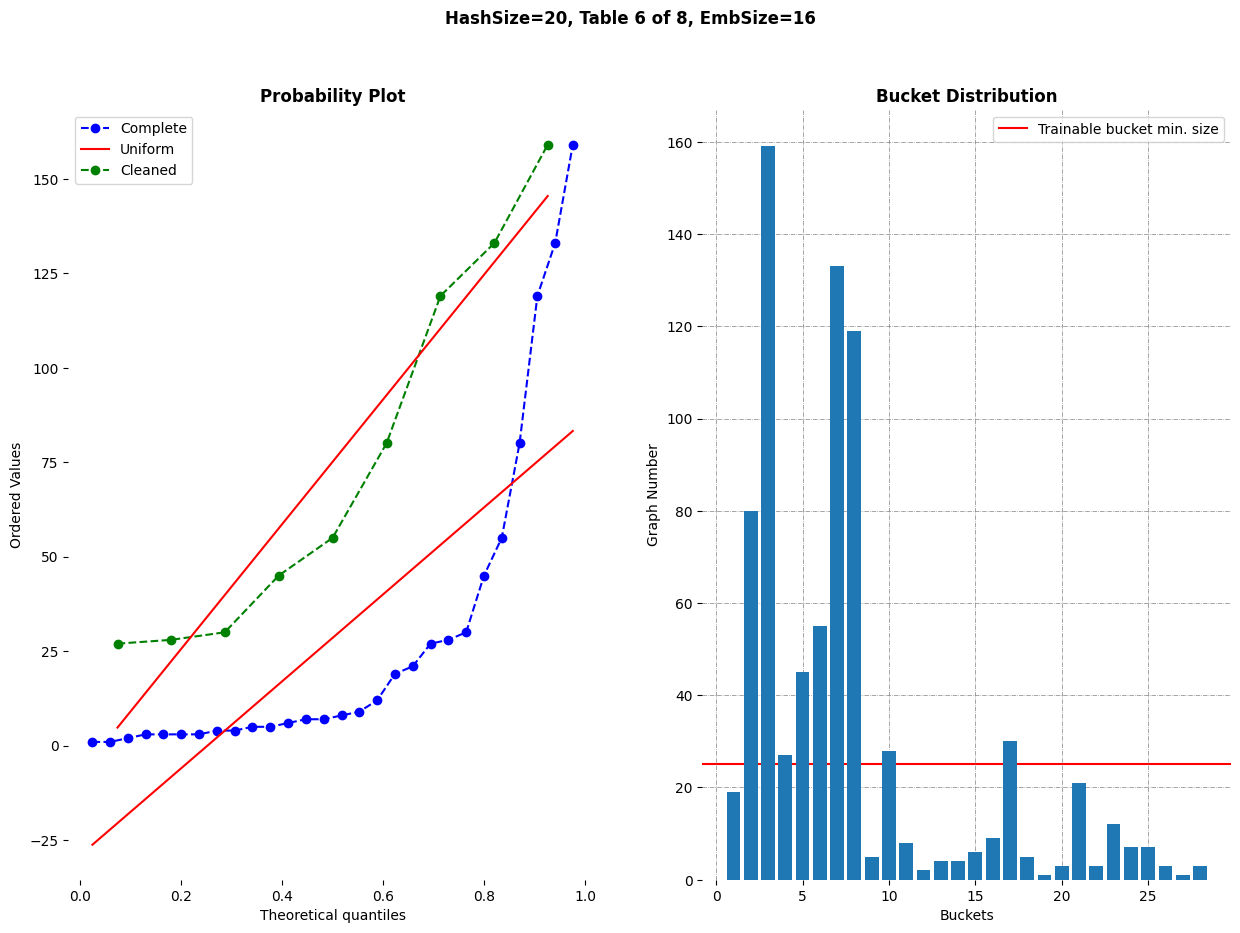 HashSize=20, Table 6 of 8, EmbSize=16
Probability Plot
Complete
Uniform
Cleaned
150
125
100
75
50
25
0
−25
Ordered Values
0.0 0.2 0.4 0.6 0.8 1.0
Theoretical quantiles
Bucket Distribution
Trainable bucket min. size
160
140
120
100
80
60
40
20
0
Graph Number
0 5 10 15 20 25
Buckets